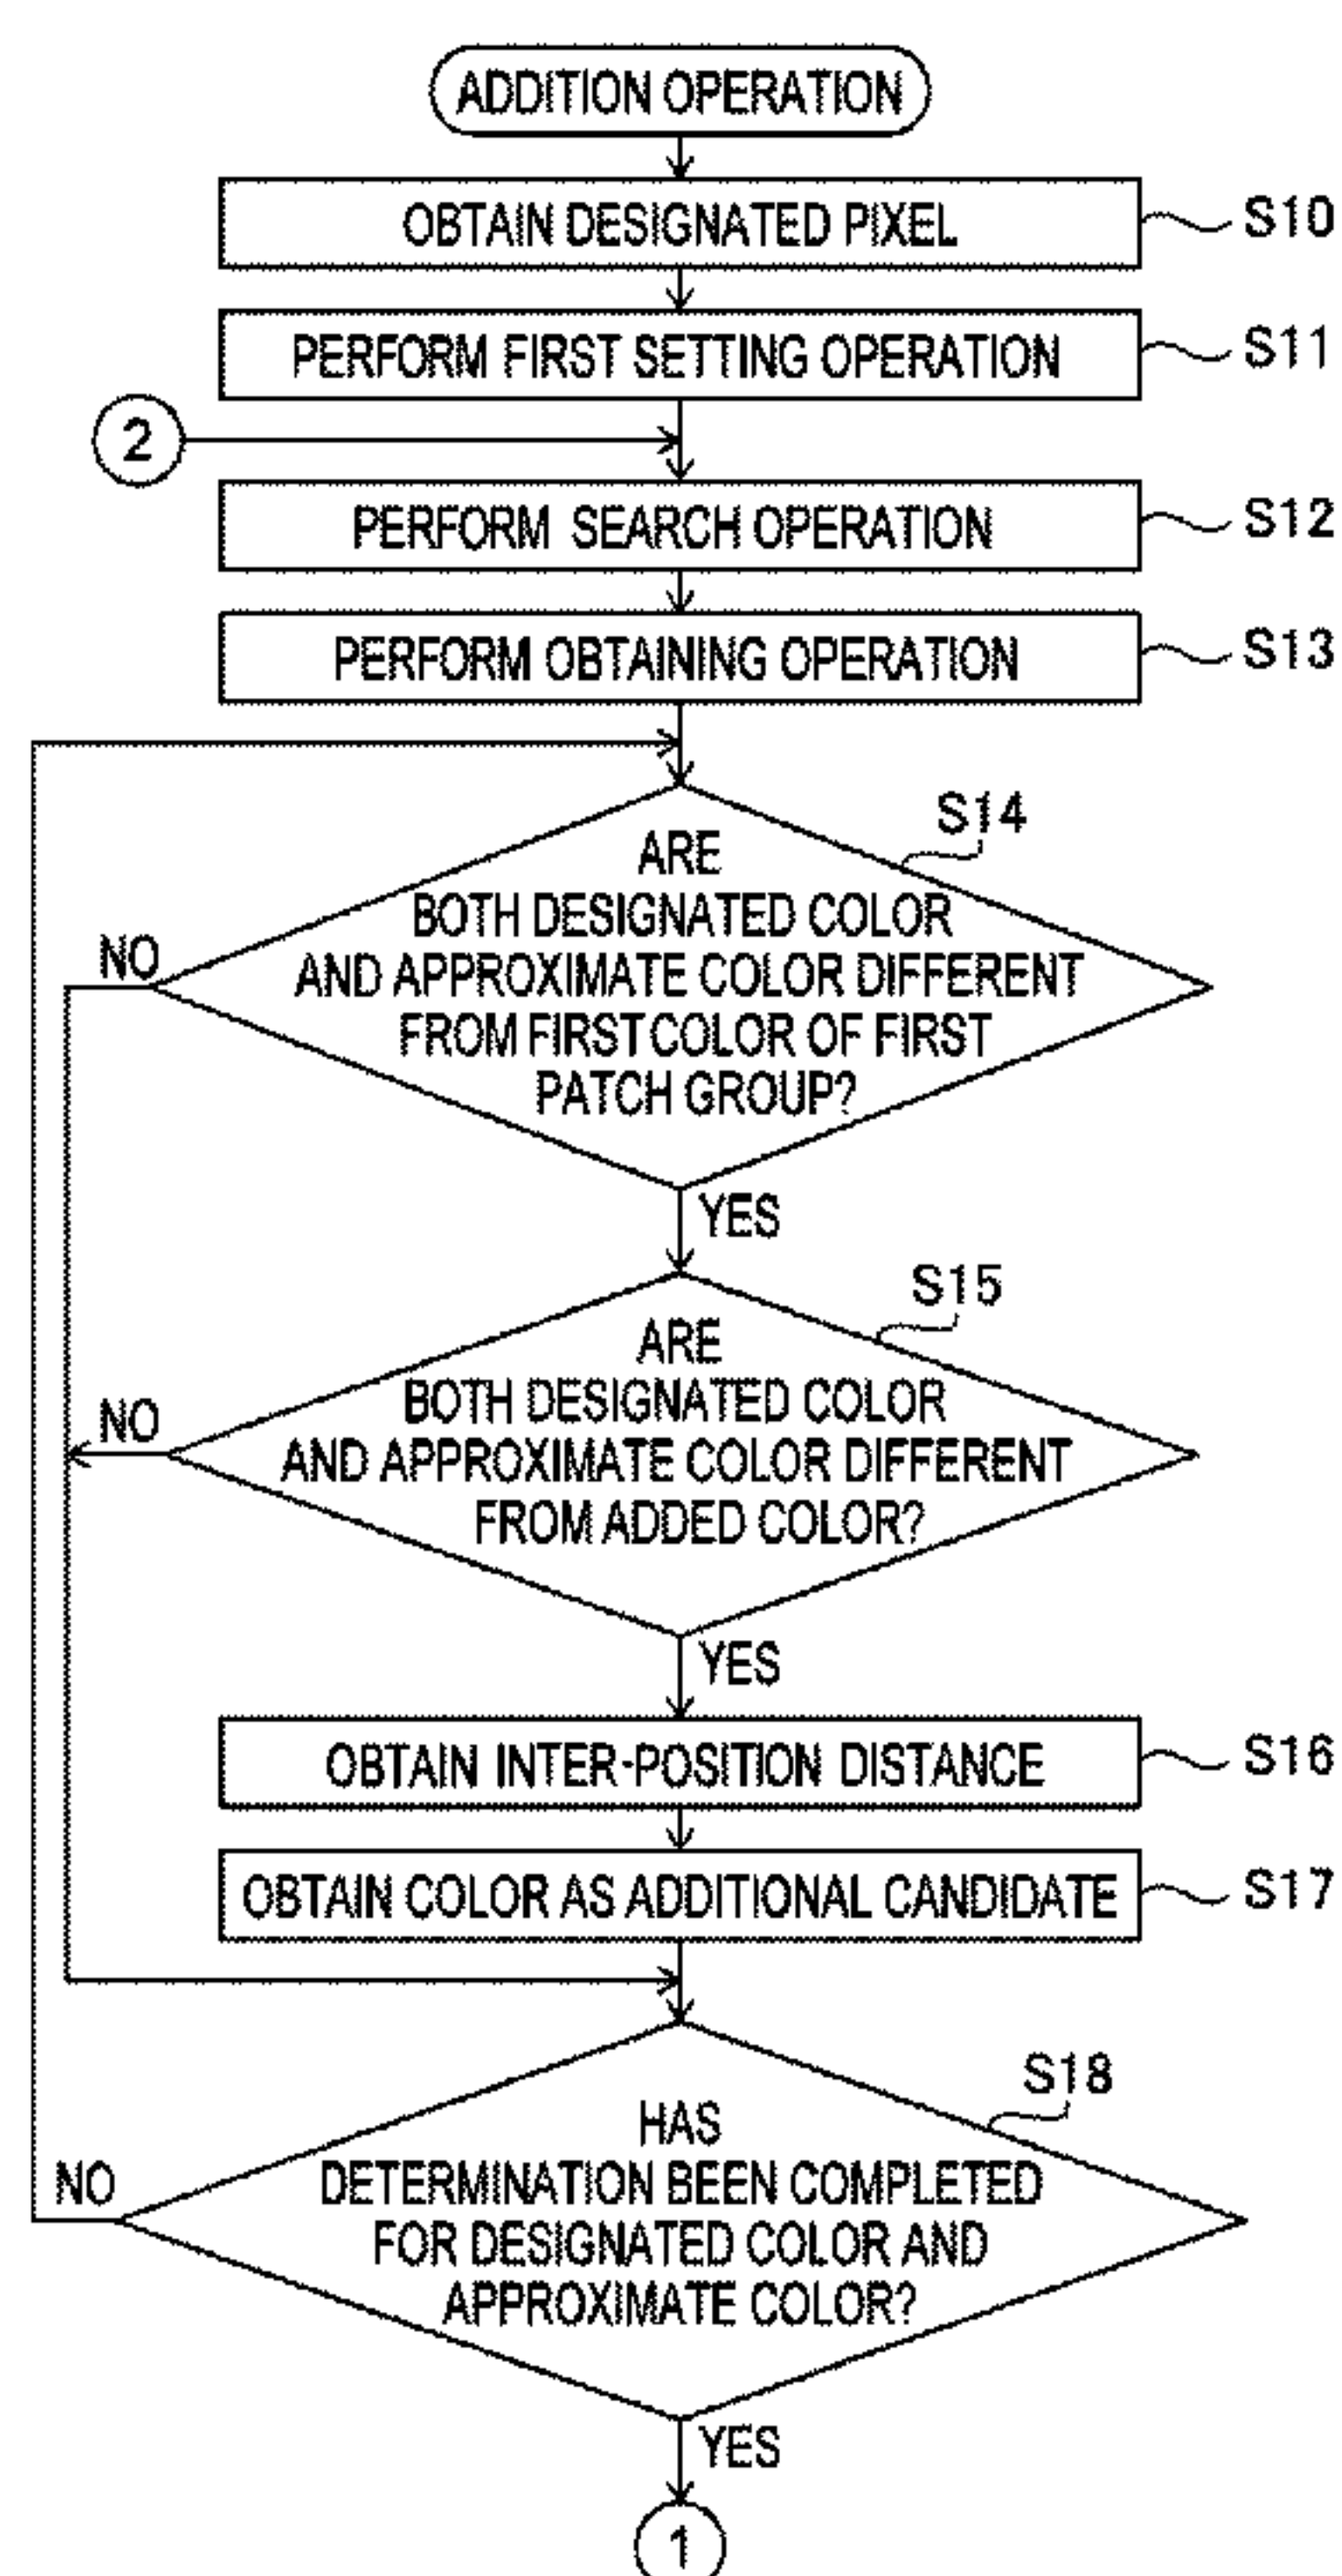 ADDITION OPERATION
OBTAIN DESIGNATED PIXEL
S10
PERFORM FIRST SETTING OPERATION
S11
2
PERFORM SEARCH OPERATION
S12
PERFORM OBTAINING OPERATION
S13
S14
ARE
BOTH DESIGNATED COLOR
AND APPROXIMATE COLOR DIFFERENT
FROM FIRST COLOR OF FIRST
PATCH GROUP?
NO
YES
S15
ARE
BOTH DESIGNATED COLOR
AND APPROXIMATE COLOR DIFFERENT
FROM ADDED COLOR?
NO
YES
OBTAIN INTER-POSITION DISTANCE
S16
OBTAIN COLOR AS ADDITIONAL CANDIDATE
S17
S18
HAS
DETERMINATION BEEN COMPLETED
FOR DESIGNATED COLOR AND
APPROXIMATE COLOR?
NO
YES
1